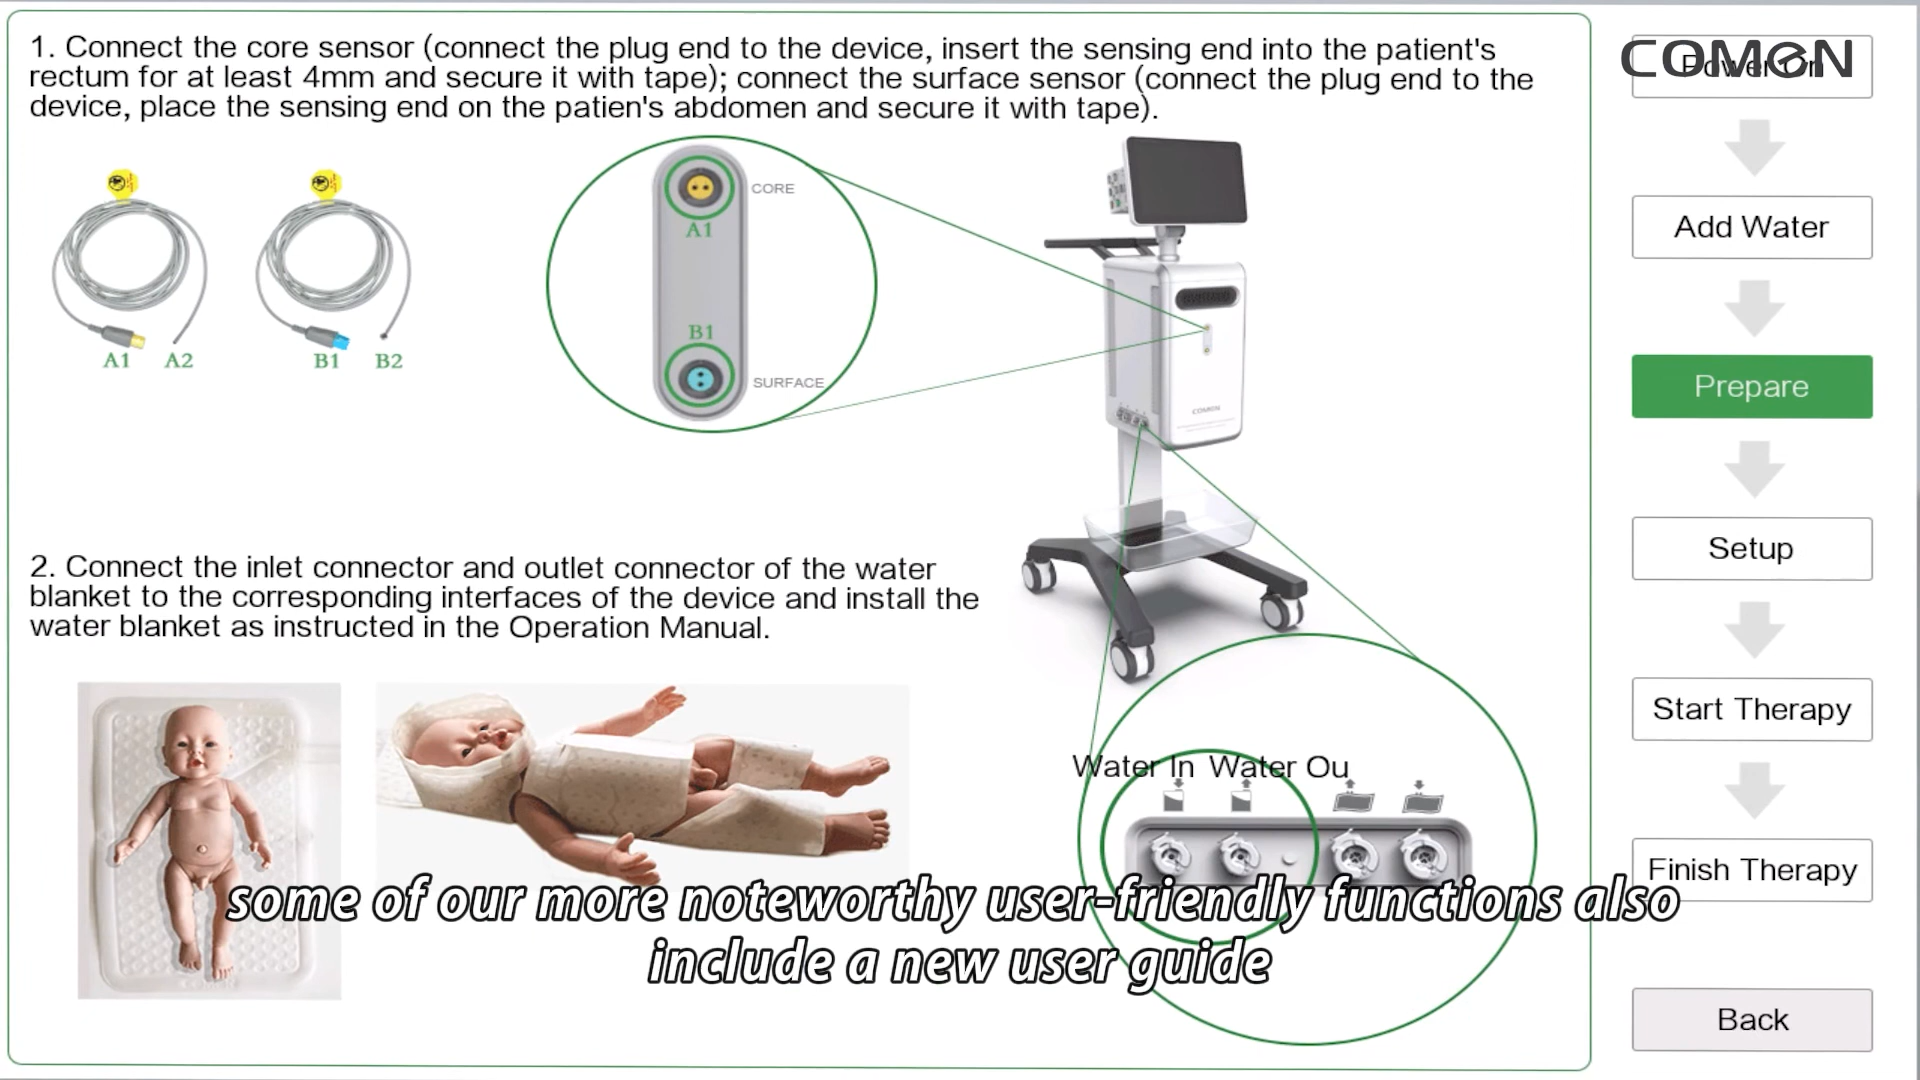 1. Connect the core sensor (connect the plug end to the device, insert the sensing end into the patient's
rectum for at least 4mm and secure it with tape); connect the surface sensor (connect the plug end to the
device, place the sensing end on the patien's abdomen and secure it with tape).
CORE
A1
B1
SURFACE
A1 A2
B1 B2
COMEN
2. Connect the inlet connector and outlet connector of the water
blanket to the corresponding interfaces of the device and install the
water blanket as instructed in the Operation Manual.
COMEN
Water In Water Ou
some of our more noteworthy user-friendly functions also
include a new user guide
COMEN
Power On
Add Water
Prepare
Setup
Start Therapy
Finish Therapy
Back